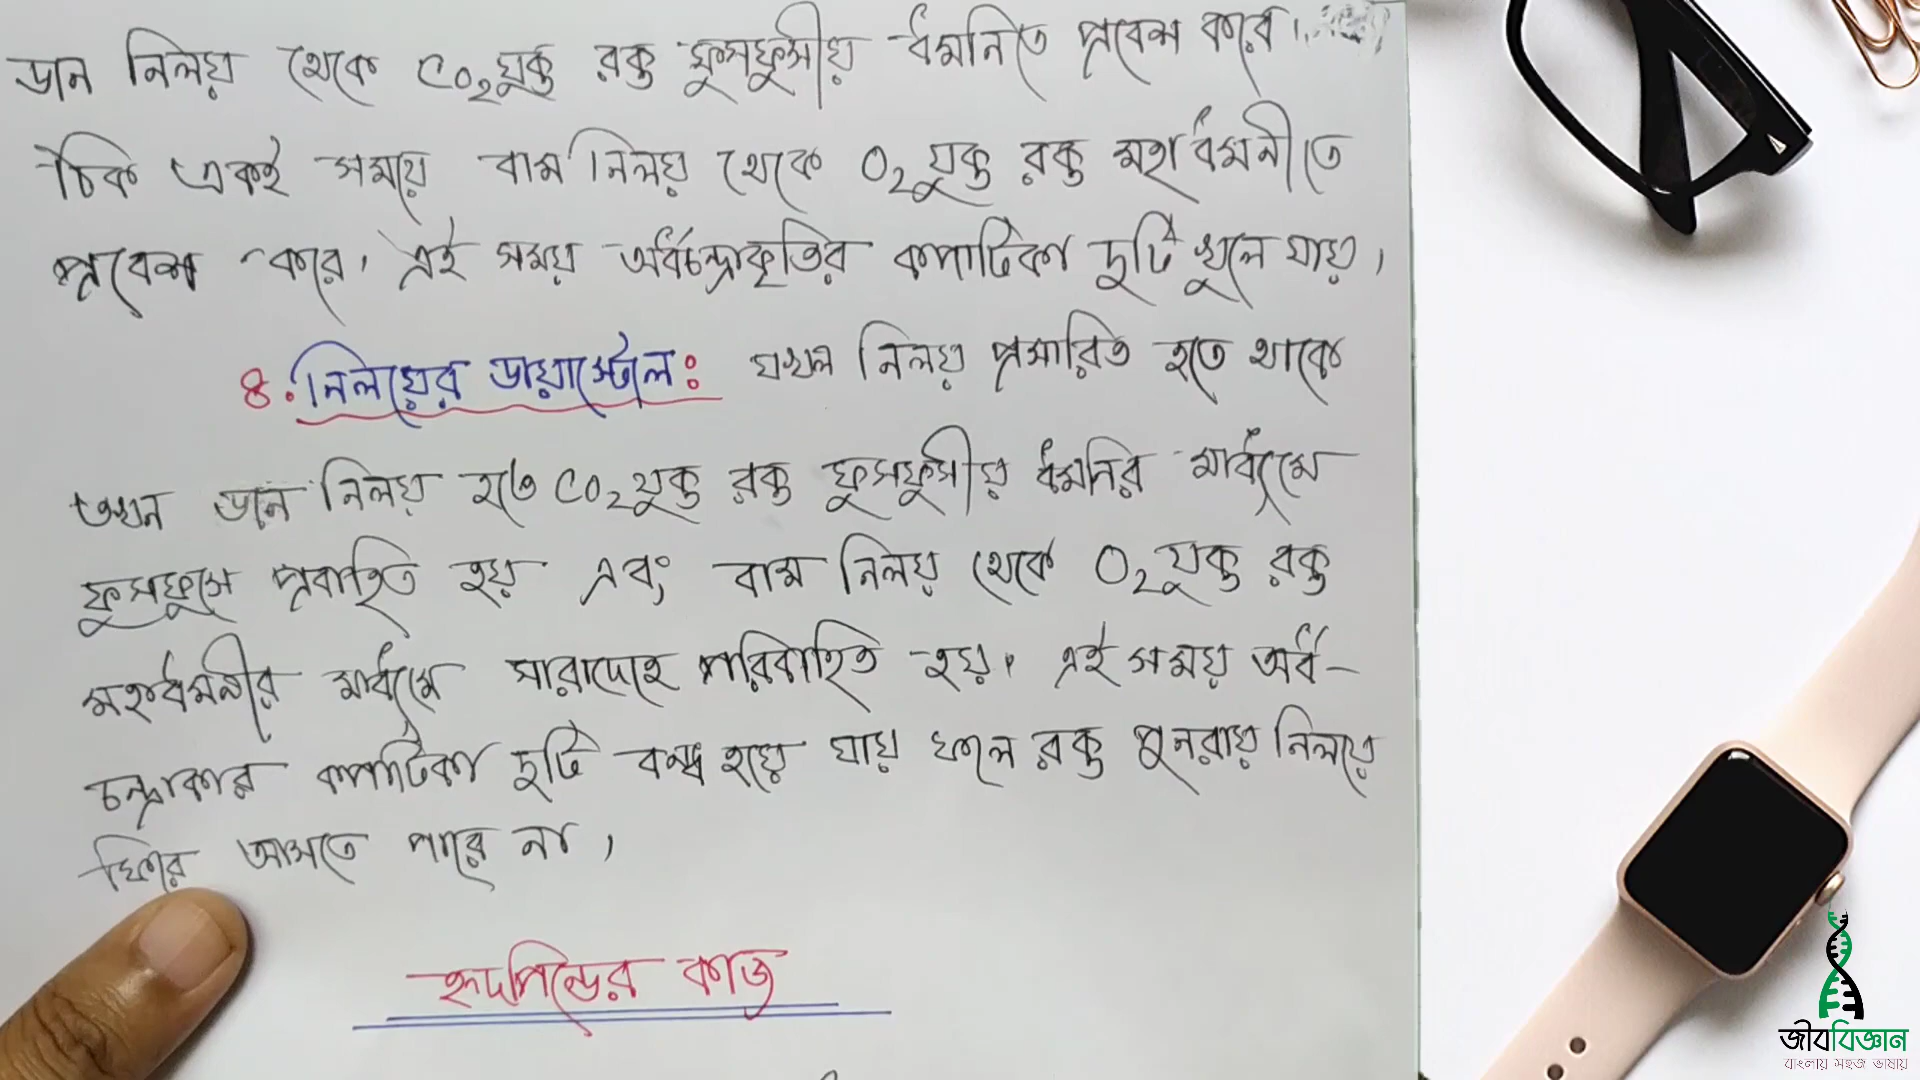 ডান নিলয় থেকে CO₂যুক্ত রক্ত ফুসফুসীয় ধমনিতে প্রবেশ করে।
ঠিক একই সময়ে বাম নিলয় থেকে O₂যুক্ত রক্ত মহাধমনীতে
প্রবেশ করে। এই সময় অর্ধচন্দ্রাকৃতির কপাটিকা দুটি খুলে যায়।
৪. নিলয়ের ডায়াস্টোলঃ যখন নিলয় প্রসারিত হতে থাকে
তখন ডান নিলয় হতে CO₂যুক্ত রক্ত ফুসফুসীয় ধমনির মাধ্যমে
ফুসফুসে প্রবাহিত হয় এবং বাম নিলয় থেকে O₂যুক্ত রক্ত
মহাধমনীর মাধ্যমে সারাদেহে পরিবাহিত হয়। এই সময় অর্ধ-
চন্দ্রাকার কপাটিকা দুটি বন্ধ হয়ে যায় ফলে রক্ত পুনরায় নিলয়ে
ফিরে আসতে পারে না।
হৃদপিন্ডের কাজ
জীববিজ্ঞান
বাংলায় সহজ ভাষায়